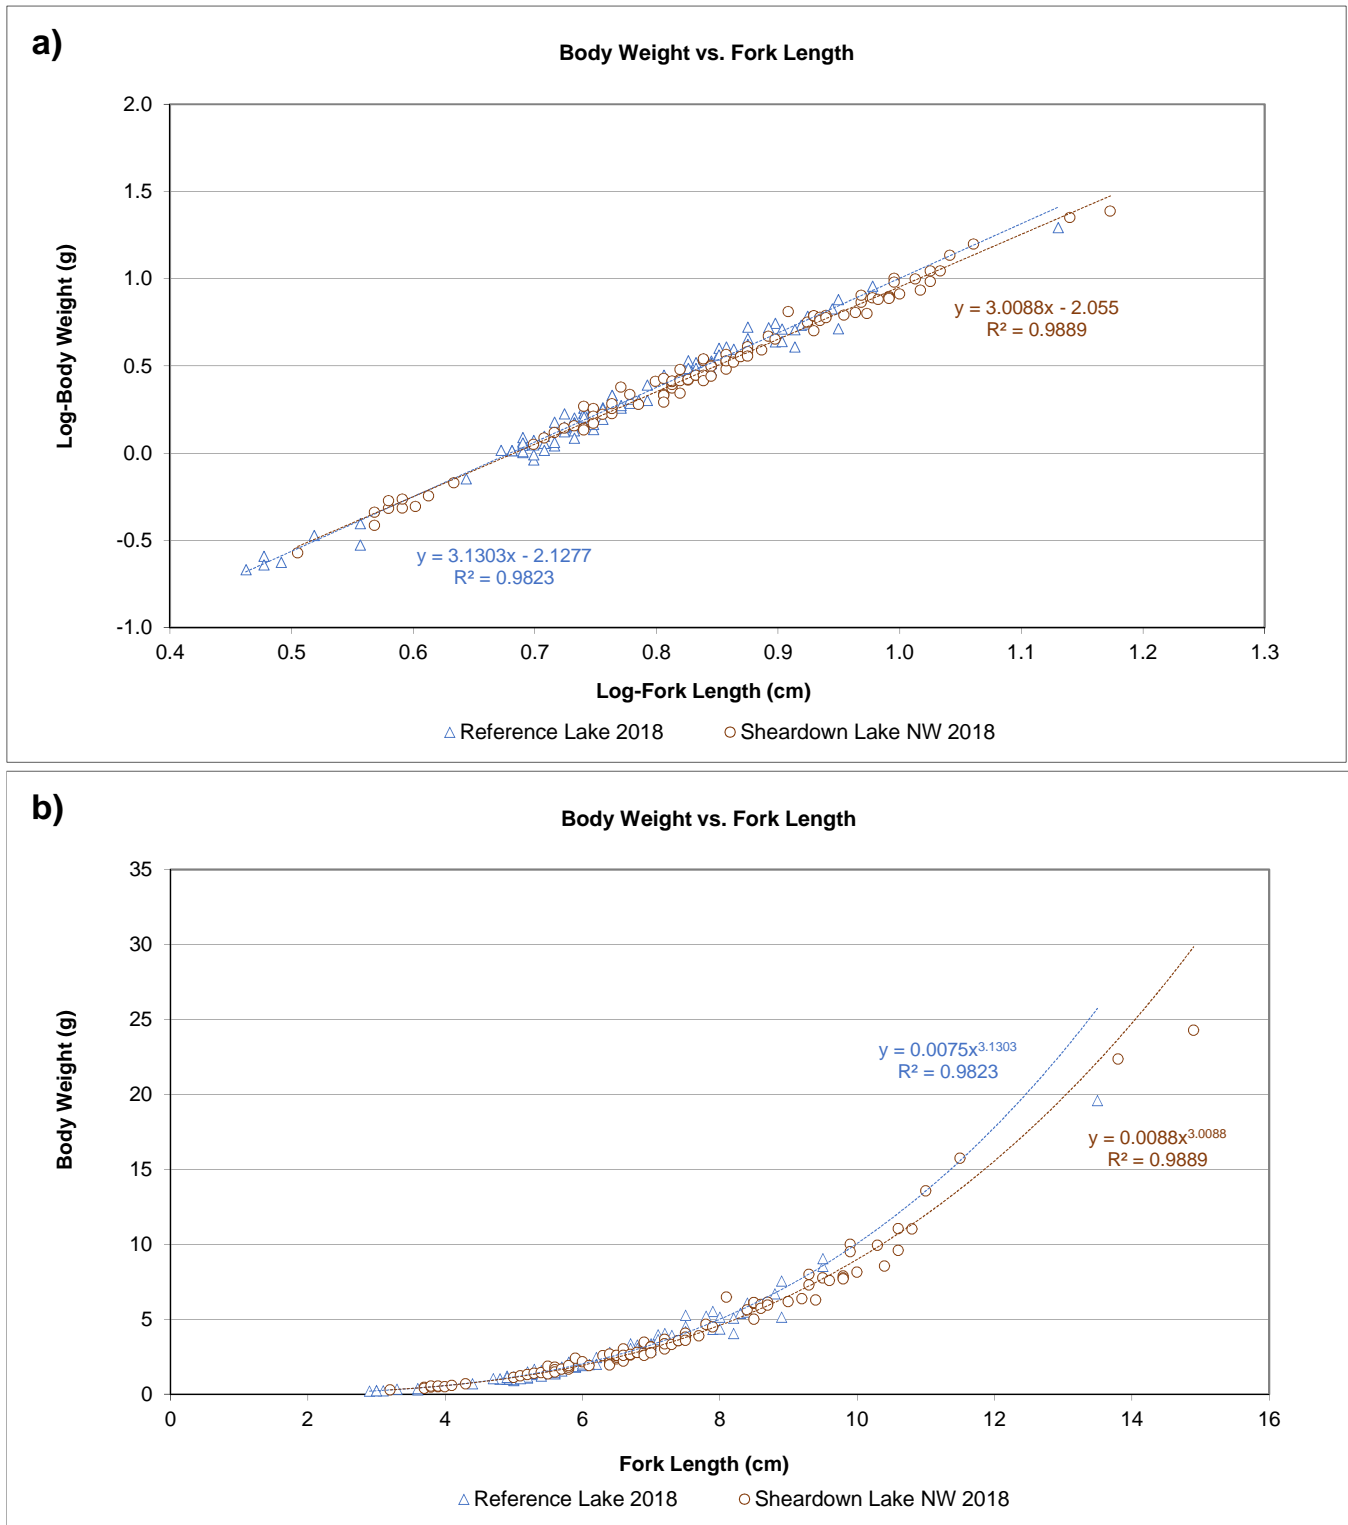 a)
Body Weight vs. Fork Length
2.0
1.5
1.0
0.5
0.0
-0.5
-1.0
Log-Body Weight (g)
y = 3.0088x - 2.055
R² = 0.9889
y = 3.1303x - 2.1277
R² = 0.9823
0.4 0.5 0.6 0.7 0.8 0.9 1.0 1.1 1.2 1.3
Log-Fork Length (cm)
Reference Lake 2018 Sheardown Lake NW 2018
b)
Body Weight vs. Fork Length
35
30
25
20
15
10
5
0
Body Weight (g)
y = 0.0075x^3.1303
R² = 0.9823
y = 0.0088x^3.0088
R² = 0.9889
0 2 4 6 8 10 12 14 16
Fork Length (cm)
Reference Lake 2018 Sheardown Lake NW 2018